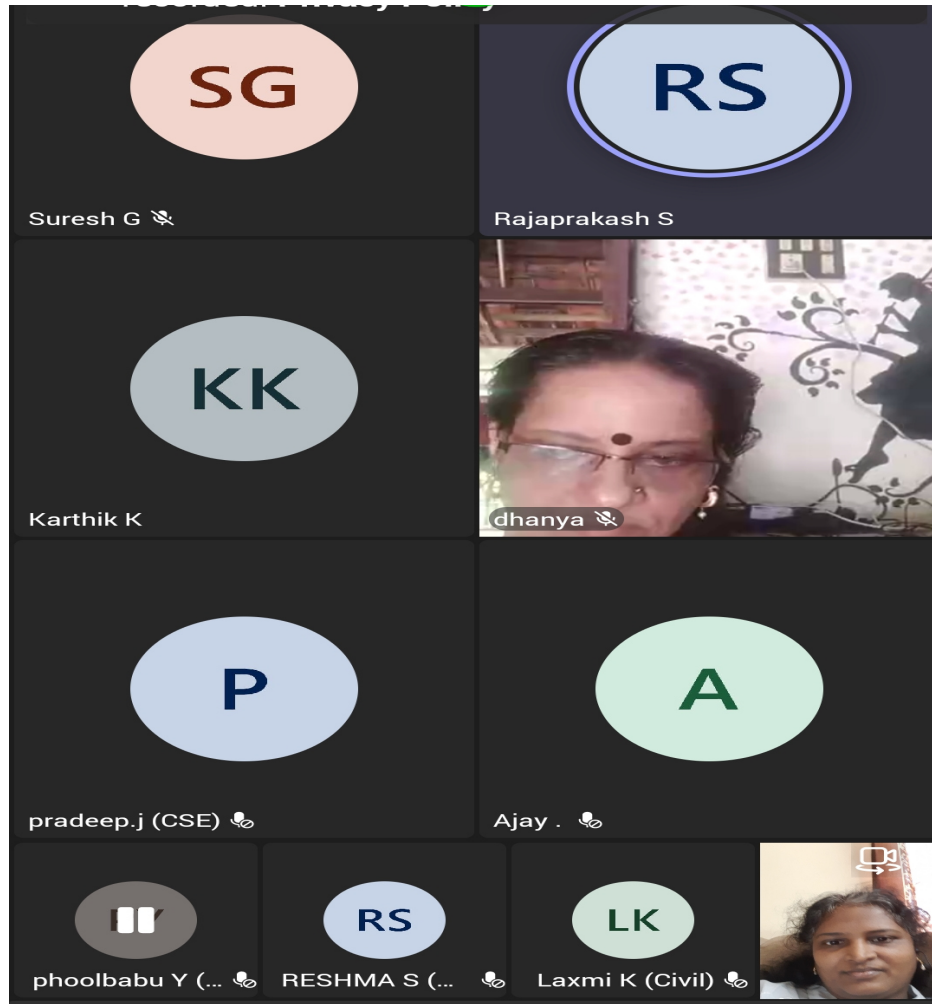 SG
RS
Suresh G
Rajaprakash S
KK
Karthik K
dhanya
P
A
pradeep.j (CSE)
Ajay .
RS
LK
phoolbabu Y (...
RESHMA S (...
Laxmi K (Civil)